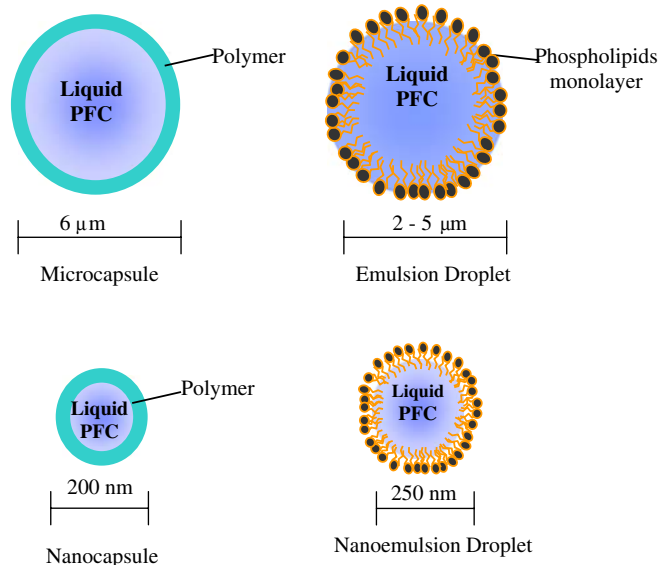 Polymer
Liquid
PFC
6 μm
Microcapsule
Phospholipids
monolayer
Liquid
PFC
2 - 5 μm
Emulsion Droplet
Polymer
Liquid
PFC
200 nm
Nanocapsule
Liquid
PFC
250 nm
Nanoemulsion Droplet